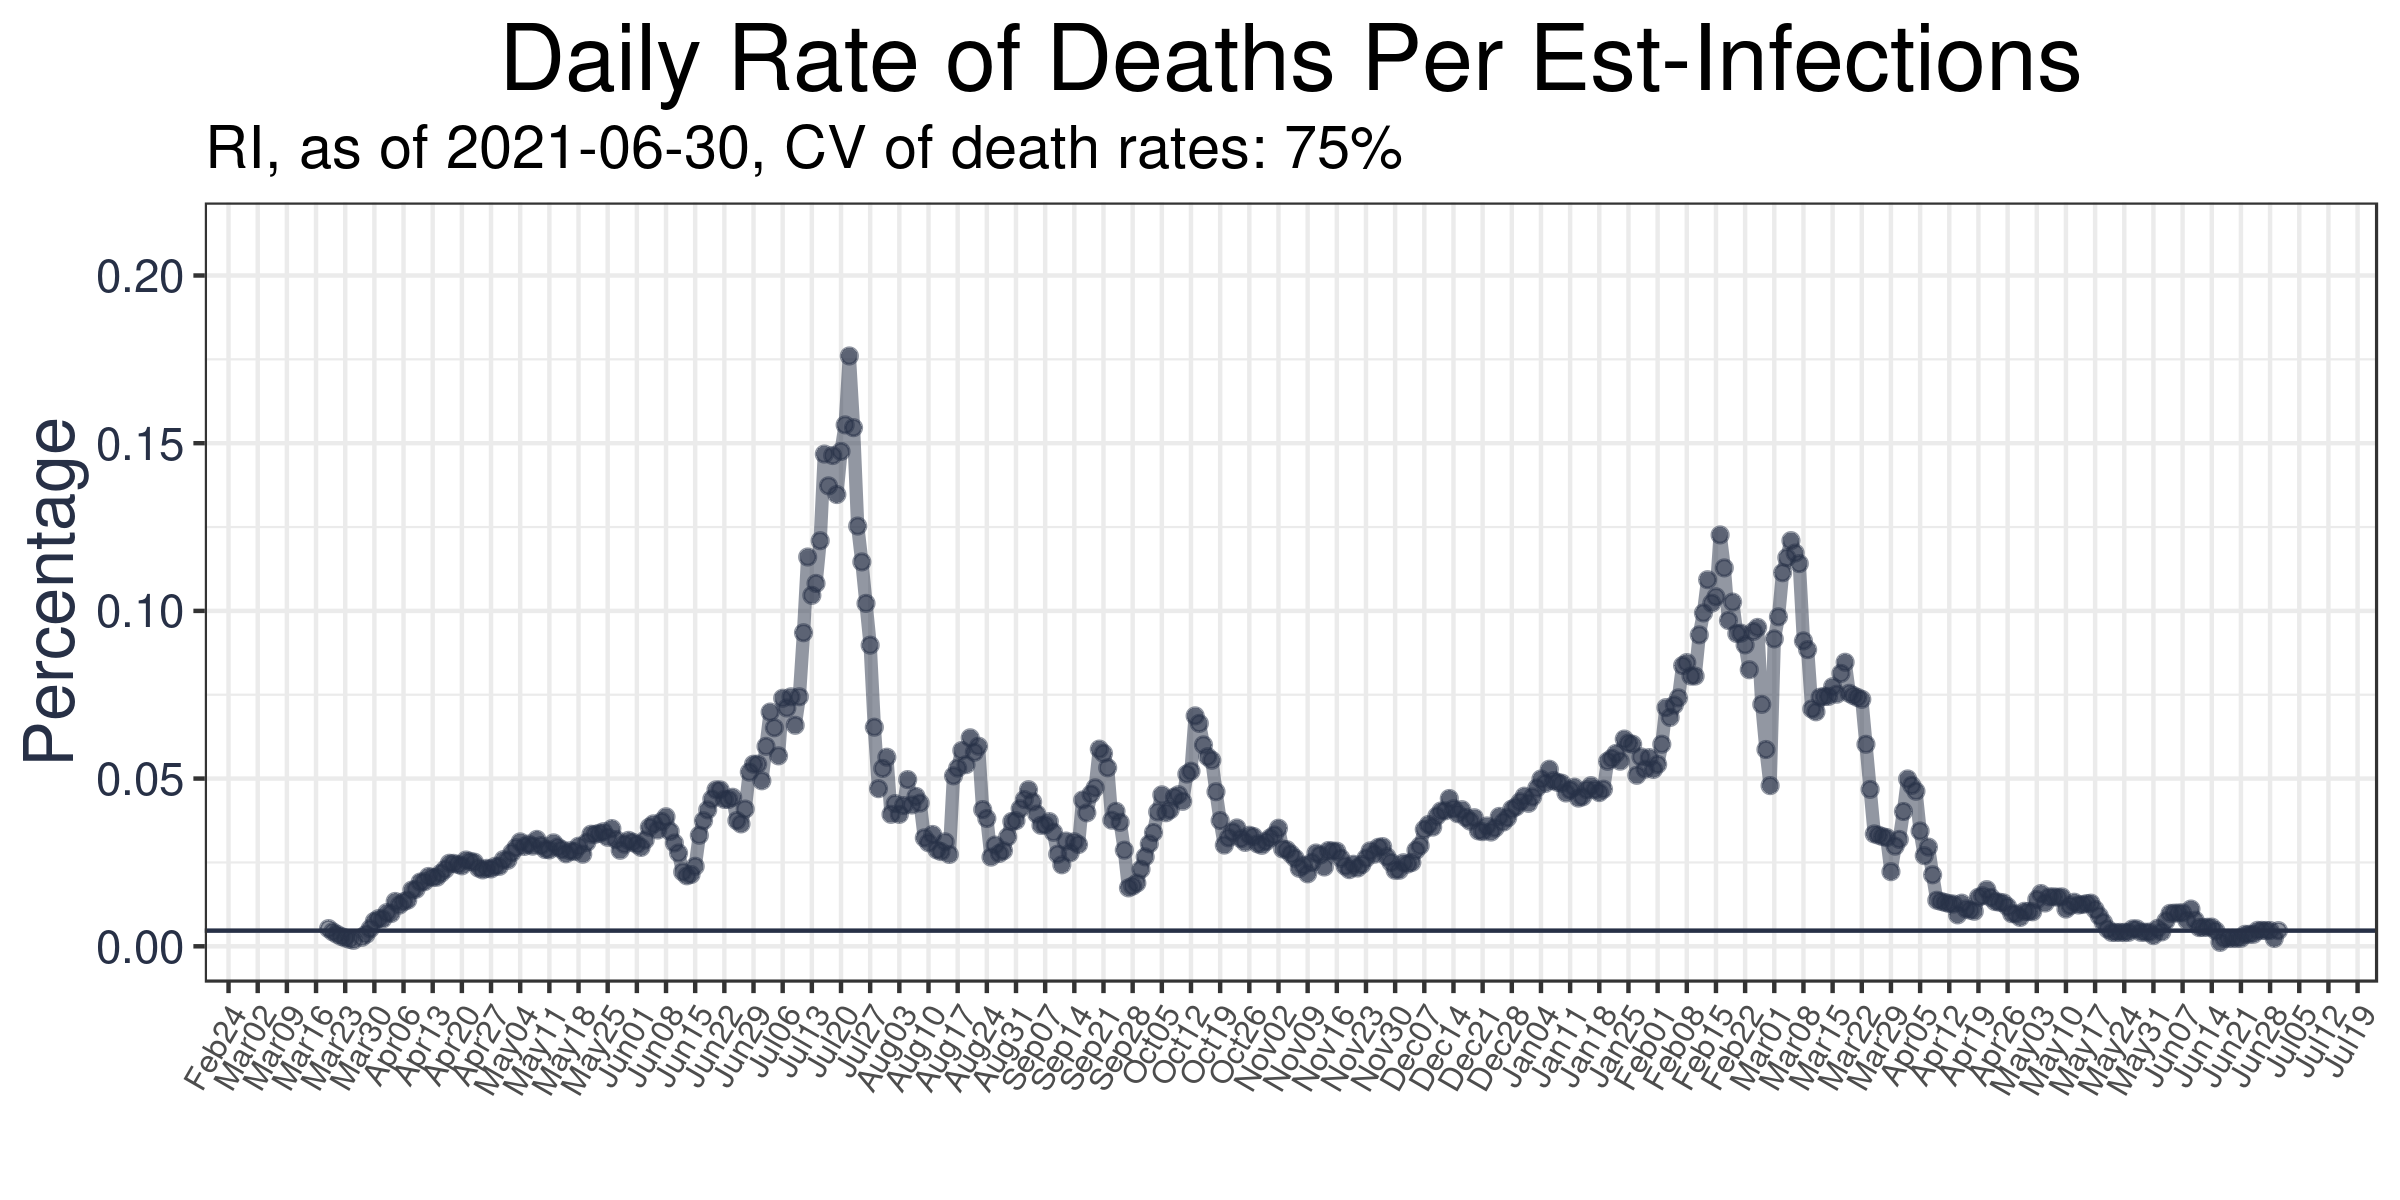 Daily Rate of Deaths Per Est-Infections
RI, as of 2021-06-30, CV of death rates: 75%
Percentage
0.20
0.15
0.10
0.05
0.00
Feb24
Mar02
Mar09
Mar16
Mar23
Mar30
Apr06
Apr13
Apr20
Apr27
May04
May11
May18
May25
Jun01
Jun08
Jun15
Jun22
Jun29
Jul06
Jul13
Jul20
Jul27
Aug03
Aug10
Aug17
Aug24
Aug31
Sep07
Sep14
Sep21
Sep28
Oct05
Oct12
Oct19
Oct26
Nov02
Nov09
Nov16
Nov23
Nov30
Dec07
Dec14
Dec21
Dec28
Jan04
Jan11
Jan18
Jan25
Feb01
Feb08
Feb15
Feb22
Mar01
Mar08
Mar15
Mar22
Mar29
Apr05
Apr12
Apr19
Apr26
May03
May10
May17
May24
May31
Jun07
Jun14
Jun21
Jun28
Jul05
Jul12
Jul19